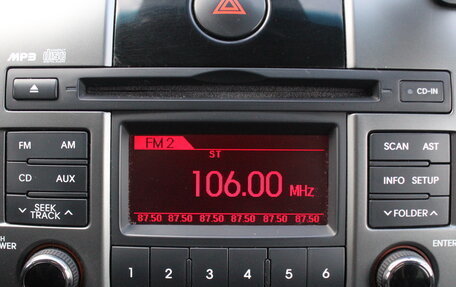 MP3
CD-IN
FM AM
SCAN AST
FM 2
ST
106.00 MHz
CD AUX
INFO SETUP
SEEK
TRACK
FOLDER
87.50 87.50 87.50 87.50 87.50 87.50
ENTER
1 2 3 4 5 6